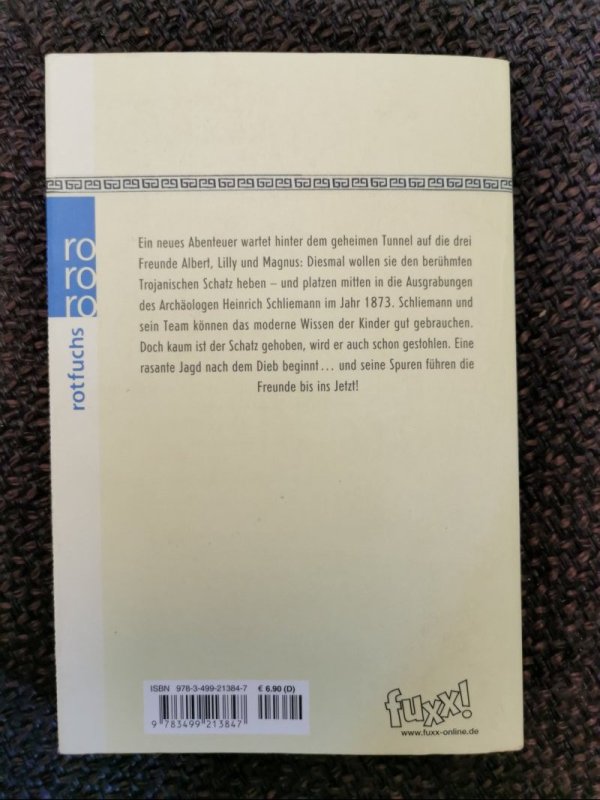 ro
ro
ro
rotfuchs
Ein neues Abenteuer wartet hinter dem geheimen Tunnel auf die drei
Freunde Albert, Lilly und Magnus: Diesmal wollen sie den berühmten
Trojanischen Schatz heben – und platzen mitten in die Ausgrabungen
des Archäologen Heinrich Schliemann im Jahr 1873. Schliemann und
sein Team können das moderne Wissen der Kinder gut gebrauchen.
Doch kaum ist der Schatz gehoben, wird er auch schon gestohlen. Eine
rasante Jagd nach dem Dieb beginnt ... und seine Spuren führen die
Freunde bis ins Jetzt!
ISBN 978-3-499-21384-7 € 6.90 (D)
9 783499 213847
fuxx!
www.fuxx-online.de